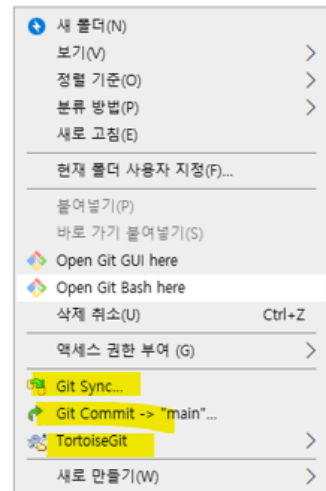 새 폴더(N)
보기(V)
정렬 기준(O)
분류 방법(P)
새로 고침(E)
현재 폴더 사용자 지정(F)...
붙여넣기(P)
바로 가기 붙여넣기(S)
Open Git GUI here
Open Git Bash here
삭제 취소(U) Ctrl+Z
액세스 권한 부여 (G)
Git Sync...
Git Commit -> "main"...
TortoiseGit
새로 만들기(W)